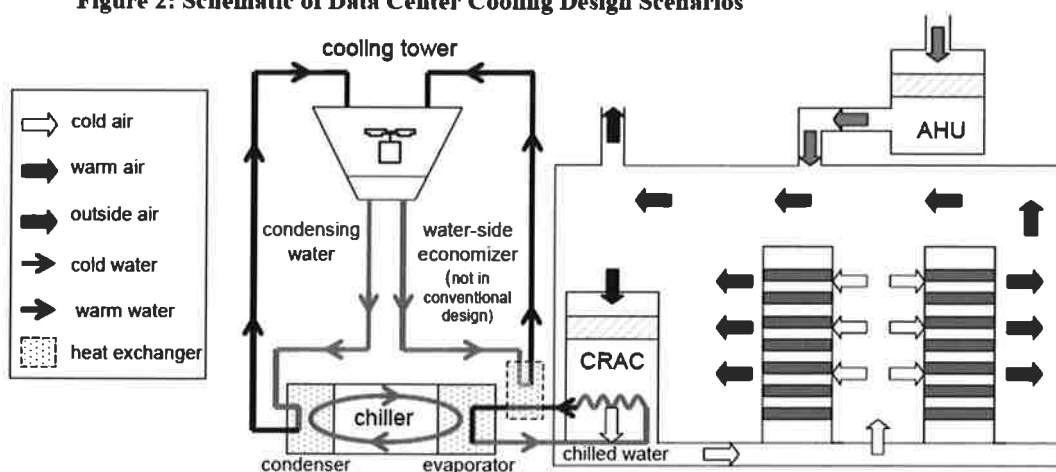 Figure 2: Schematic of Data Center Cooling Design Scenarios
cooling tower
cold air
warm air
outside air
cold water
warm water
heat exchanger
condensing
water
water-side
economizer
(not in
conventional
design)
AHU
CRAC
chiller
condenser
evaporator
chilled water